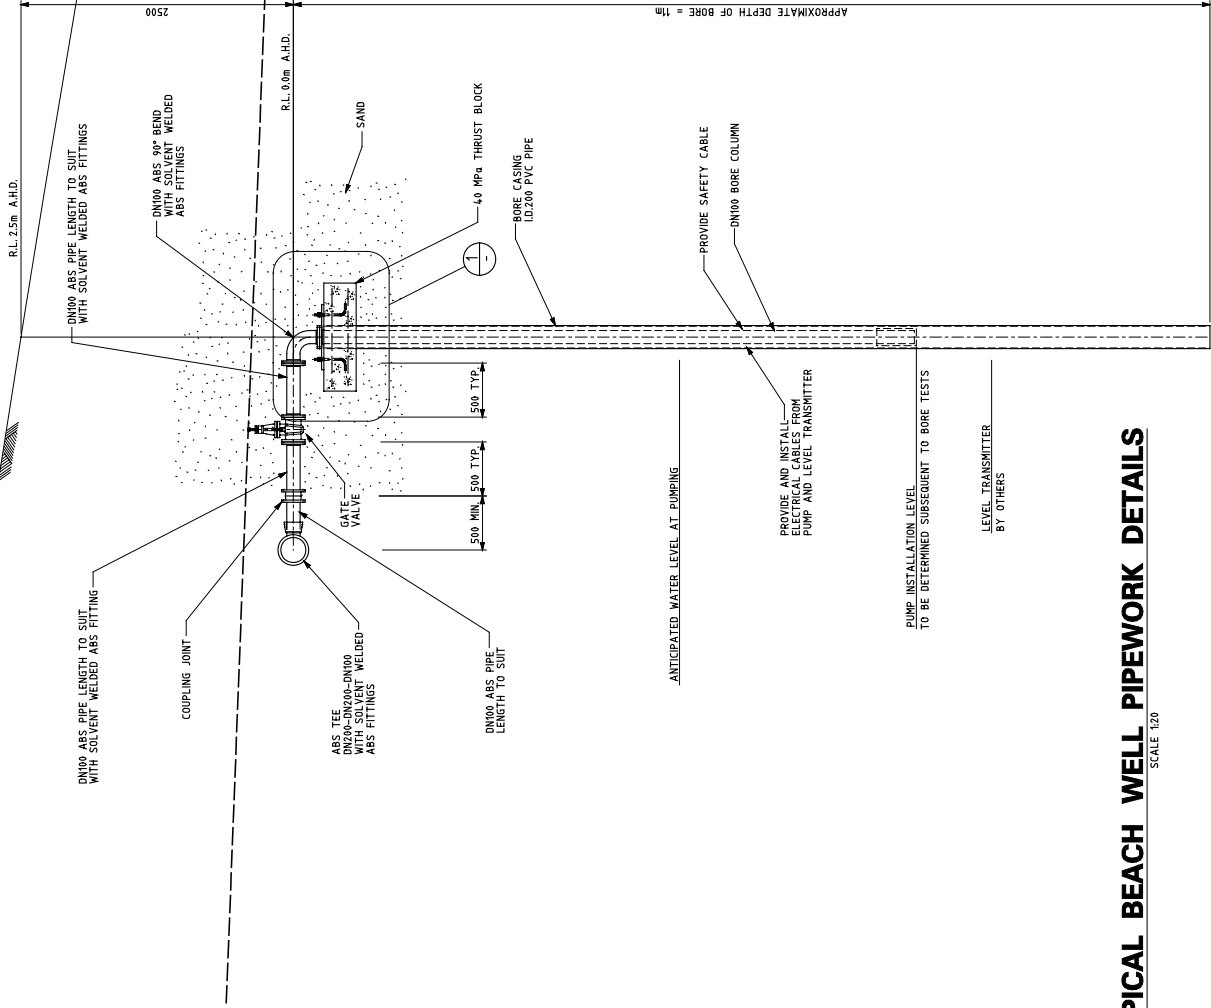 2500
APPROXIMATE DEPTH OF BORE = 11m
R.L. 2.5m A.H.D.
R.L. 0.0m A.H.D.
DN100 ABS PIPE LENGTH TO SUIT
WITH SOLVENT WELDED ABS FITTINGS
DN100 ABS 90° BEND
WITH SOLVENT WELDED
ABS FITTINGS
SAND
40 MPa THRUST BLOCK
1
-
BORE CASING
I.D.200 PVC PIPE
PROVIDE SAFETY CABLE
DN100 BORE COLUMN
500 TYP.
500 TYP.
500 MIN.
GATE
VALVE
DN100 ABS PIPE LENGTH TO SUIT
WITH SOLVENT WELDED ABS FITTING
COUPLING JOINT
ABS TEE
DN200-DN200-DN100
WITH SOLVENT WELDED
ABS FITTINGS
DN100 ABS PIPE
LENGTH TO SUIT
ANTICIPATED WATER LEVEL AT PUMPING
PROVIDE AND INSTALL
ELECTRICAL CABLES FROM
PUMP AND LEVEL TRANSMITTER
PUMP INSTALLATION LEVEL
TO BE DETERMINED SUBSEQUENT TO BORE TESTS
LEVEL TRANSMITTER
BY OTHERS
PICAL BEACH WELL PIPEWORK DETAILS
SCALE 1:20